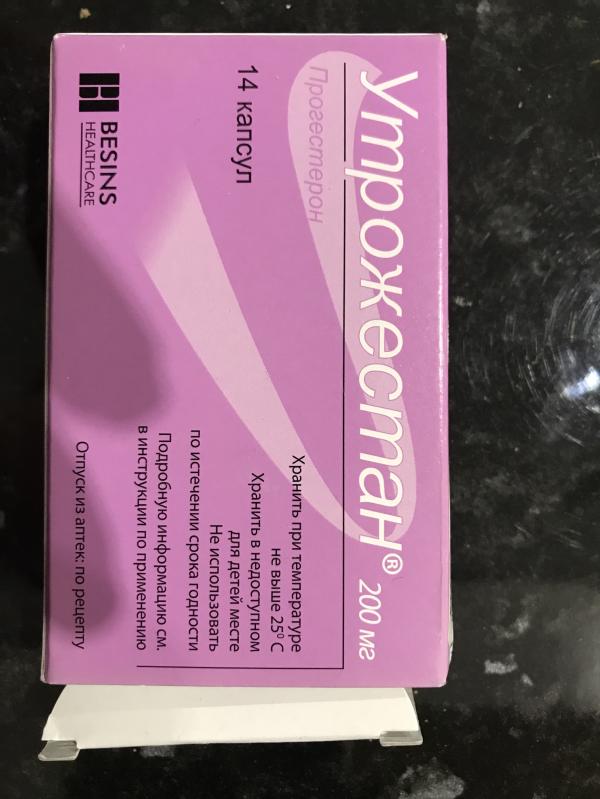 Утрожестан® 200 мг
Прогестерон
14 капсул
BESINS
HEALTHCARE
Хранить при температуре
не выше 25° С
Хранить в недоступном
для детей месте
Не использовать
по истечении срока годности
Подробную информацию см.
в инструкции по применению
Отпуск из аптек: по рецепту